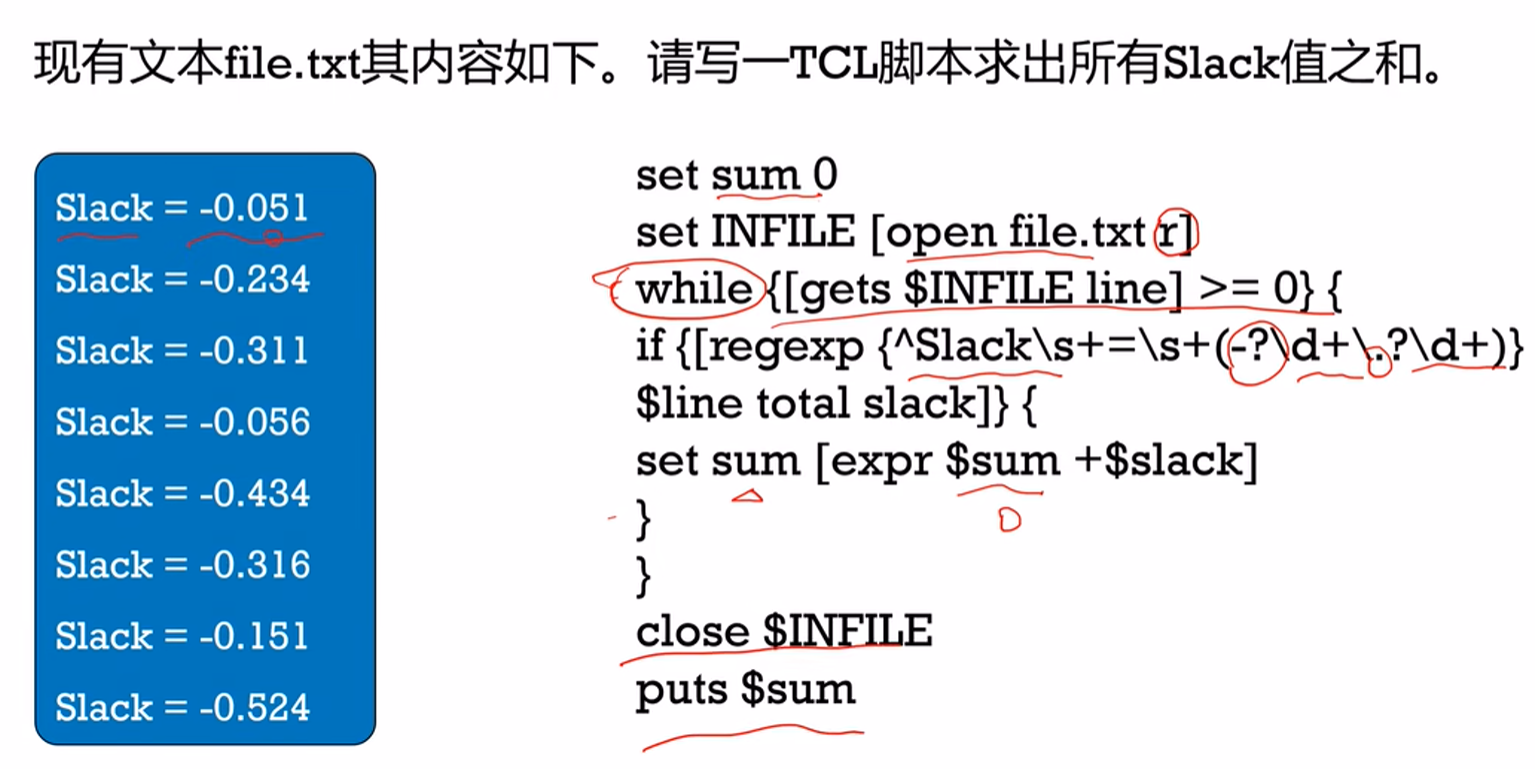 现有文本file.txt其内容如下。请写一TCL脚本求出所有Slack值之和。
Slack = -0.051
Slack = -0.234
Slack = -0.311
Slack = -0.056
Slack = -0.434
Slack = -0.316
Slack = -0.151
Slack = -0.524
set sum 0
set INFILE [open file.txt r]
while {[gets $INFILE line] >= 0} {
if {[regexp {^Slack\s+=\s+(-?\d+\.?\d+)}
$line total slack]} {
set sum [expr $sum +$slack]
}
}
close $INFILE
puts $sum